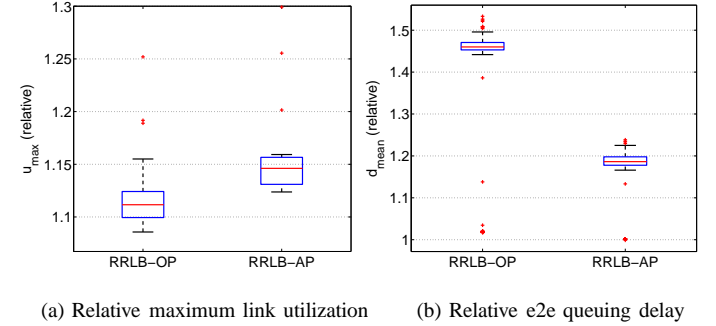 1.3
1.25
1.2
1.15
1.1
u_max (relative)
RRLB−OP RRLB−AP
1.5
1.4
1.3
1.2
1.1
1
d_mean (relative)
RRLB−OP RRLB−AP
(a) Relative maximum link utilization (b) Relative e2e queuing delay